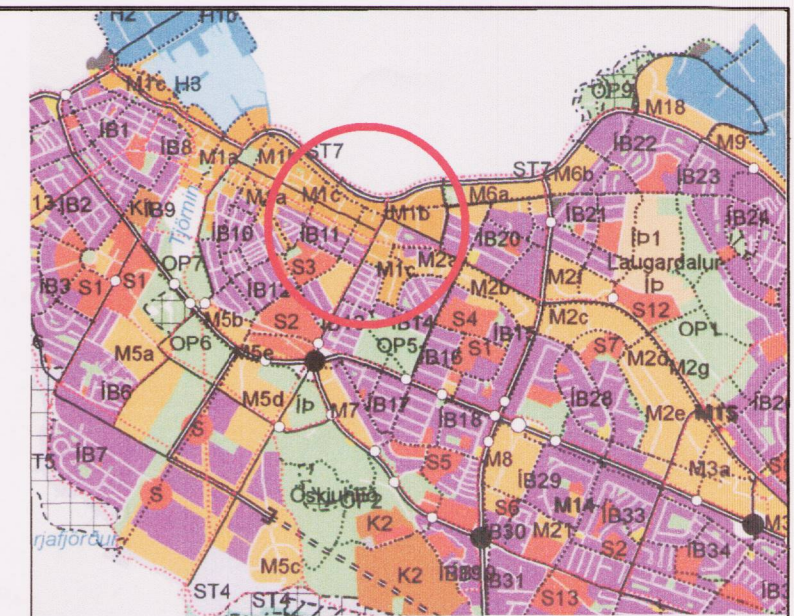 H2
H1b
M1c
H3
ÍB1
ÍB8
M1a
ST7
OP9
M18
ÍB22
M9
ST7
M6b
ÍB23
13
ÍB2
ÍB9
Tjörnin
M1c
M1b
M6a
ÍB10
ÍB11
ÍB20
ÍB21
ÍB24
Íþ1
Laugardalur
Íþ
S3
M2a
M1c
ÍB3
S1
S1
OP7
M2b
M2f
S12
M5b
S2
ÍB14
S4
M2c
OP1
OP6
M5a
M5e
OP5
ÍB16
S1
S7
M2d
M2g
ÍB6
M5d
Íþ
M7
ÍB17
ÍB18
ÍB28
M2e
M15
S
T5
ÍB7
S5
M8
M3a
S
Öskjuhlíð
OP2
ÍB29
M14
S6
ÍB33
K2
ÍB30
M21
S2
ÍB34
M5c
K2
ÍB31
ST4
ST4
S13